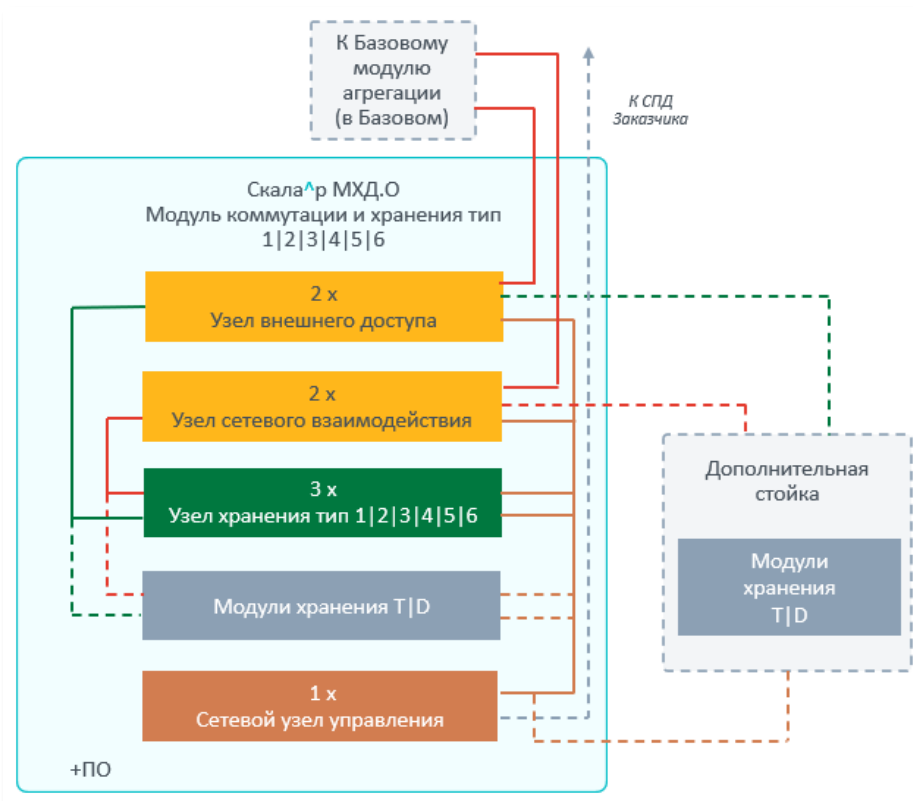 К Базовому
модулю
агрегации
(в Базовом)
К СПД
Заказчика
Скала^р МХД.О
Модуль коммутации и хранения тип
1|2|3|4|5|6
2 х
Узел внешнего доступа
2 х
Узел сетевого взаимодействия
3 х
Узел хранения тип 1|2|3|4|5|6
Модули хранения T|D
1 х
Сетевой узел управления
+ПО
Дополнительная
стойка
Модули
хранения
T|D